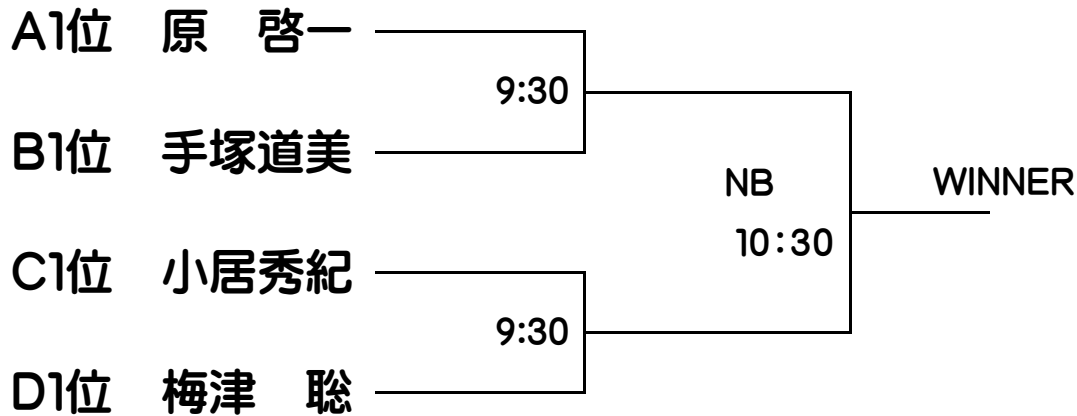 A1位　原　啓一
9:30
B1位　手塚道美
NB
WINNER
10:30
C1位　小居秀紀
9:30
D1位　梅津　聡